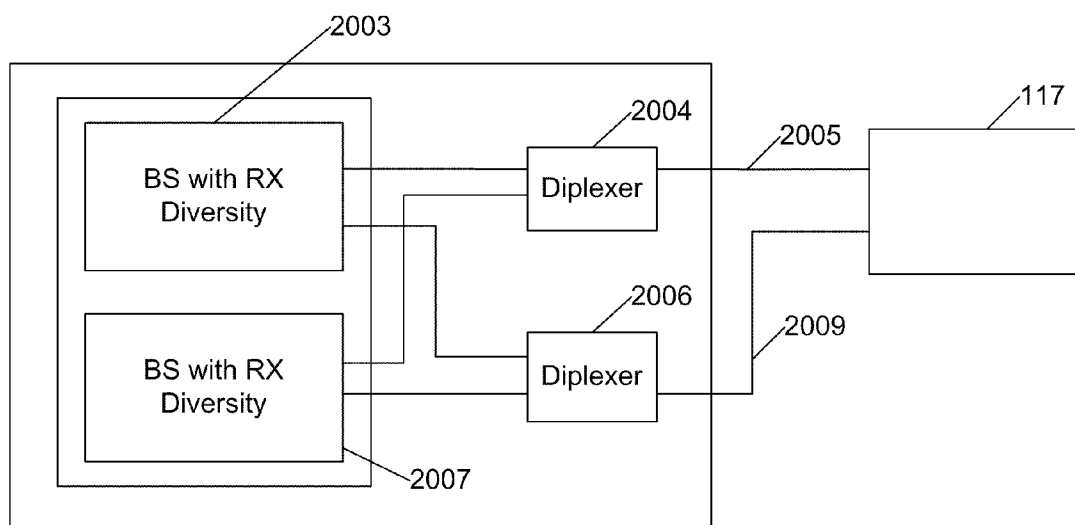 2003
2004
117
2005
BS with RX
Diversity
Diplexer
2006
2009
BS with RX
Diversity
Diplexer
2007